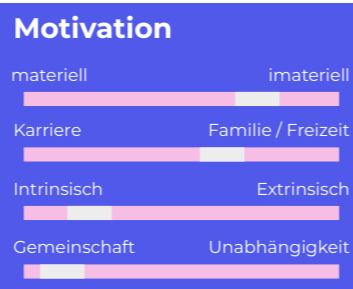 Motivation
materiell imateriell
Karriere Familie / Freizeit
Intrinsisch Extrinsisch
Gemeinschaft Unabhängigkeit